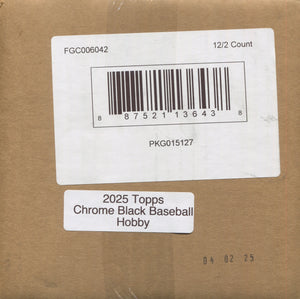 FGC006042 12/2 Count
8 87521 13643 8
PKG015127
2025 Topps
Chrome Black Baseball
Hobby
04 02 25